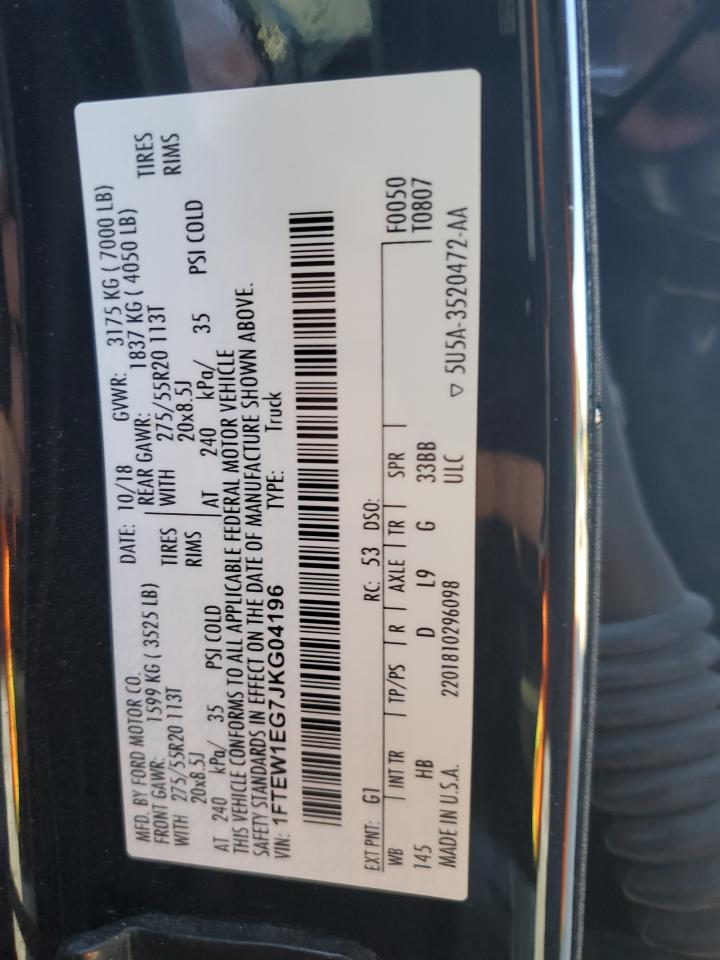 MFD. BY FORD MOTOR CO.
DATE: 10/18 GVWR: 3175 KG ( 7000 LB)
FRONT GAWR: 1599 KG ( 3525 LB)
REAR GAWR: 1837 KG ( 4050 LB)
WITH 275/55R20 113T TIRES
WITH 275/55R20 113T TIRES
20x8.5J RIMS
20x8.5J RIMS
AT 240 kPa/ 35 PSI COLD
AT 240 kPa/ 35 PSI COLD
THIS VEHICLE CONFORMS TO ALL APPLICABLE FEDERAL MOTOR VEHICLE
SAFETY STANDARDS IN EFFECT ON THE DATE OF MANUFACTURE SHOWN ABOVE.
VIN: 1FTEW1EG7JKG04196 TYPE: Truck
EXT PNT: G1 RC: 53 DSO:
WB INT TR TP/PS R AXLE TR SPR F0050
145 HB D L9 G 33BB T0807
MADE IN U.S.A. 2201810296098 ULC ▽ 5U5A-3520472-AA